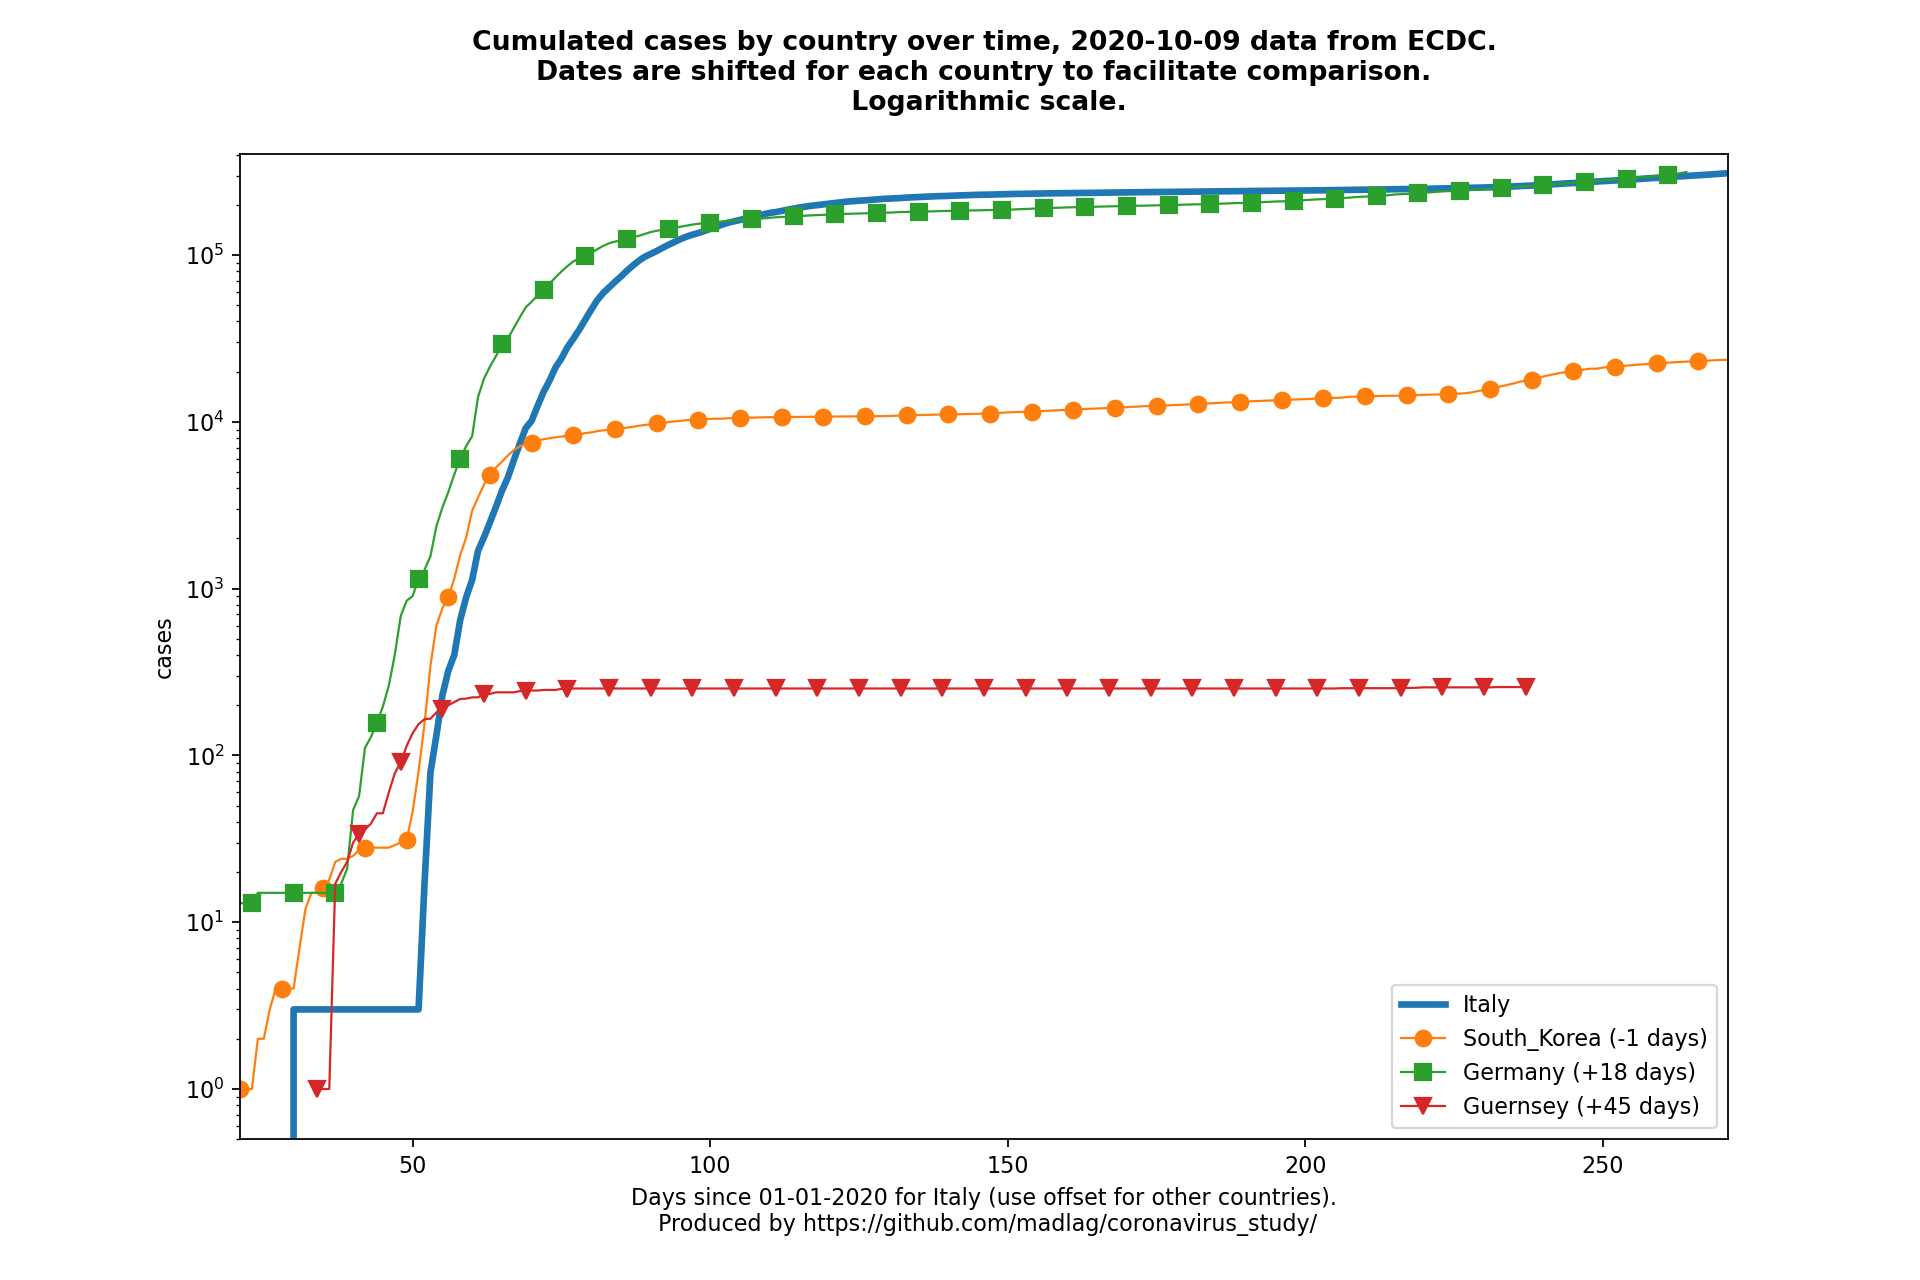 Cumulated cases by country over time, 2020-10-09 data from ECDC.
Dates are shifted for each country to facilitate comparison.
Logarithmic scale.
10^5
10^4
10^3
10^2
10^1
10^0
cases
50
100
150
200
250
Italy
South_Korea (-1 days)
Germany (+18 days)
Guernsey (+45 days)
Days since 01-01-2020 for Italy (use offset for other countries).
Produced by https://github.com/madlag/coronavirus_study/